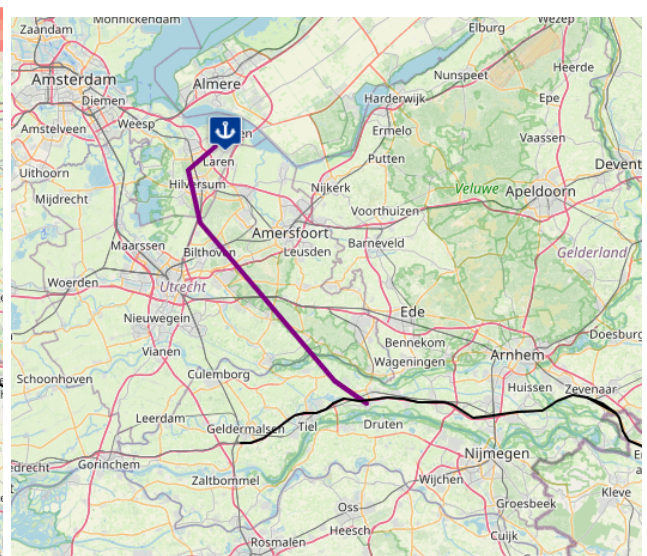 Monnickendam
Zaandam
Elburg
Wezep
Amsterdam
Almere
Nunspeet
Heerde
Diemen
Harderwijk
Epe
Weesp
Amstelveen
Ermelo
Vaassen
Laren
Putten
Uithoorn
Hilversum
Nijkerk
Veluwe
Apeldoorn
Deventer
Mijdrecht
Voorthuizen
Amersfoort
Maarssen
Barneveld
Bilthoven
Leusden
Gelderland
Woerden
Utrecht
Nieuwegein
Ede
Doesburg
Vianen
Bennekom
Wageningen
Arnhem
Schoonhoven
Culemborg
Huissen
Zevenaar
Leerdam
Geldermalsen
Tiel
Druten
Gorinchem
Nijmegen
Zaltbommel
Wijchen
Kleve
Oss
Groesbeek
Heesch
Cuijk
Rosmalen